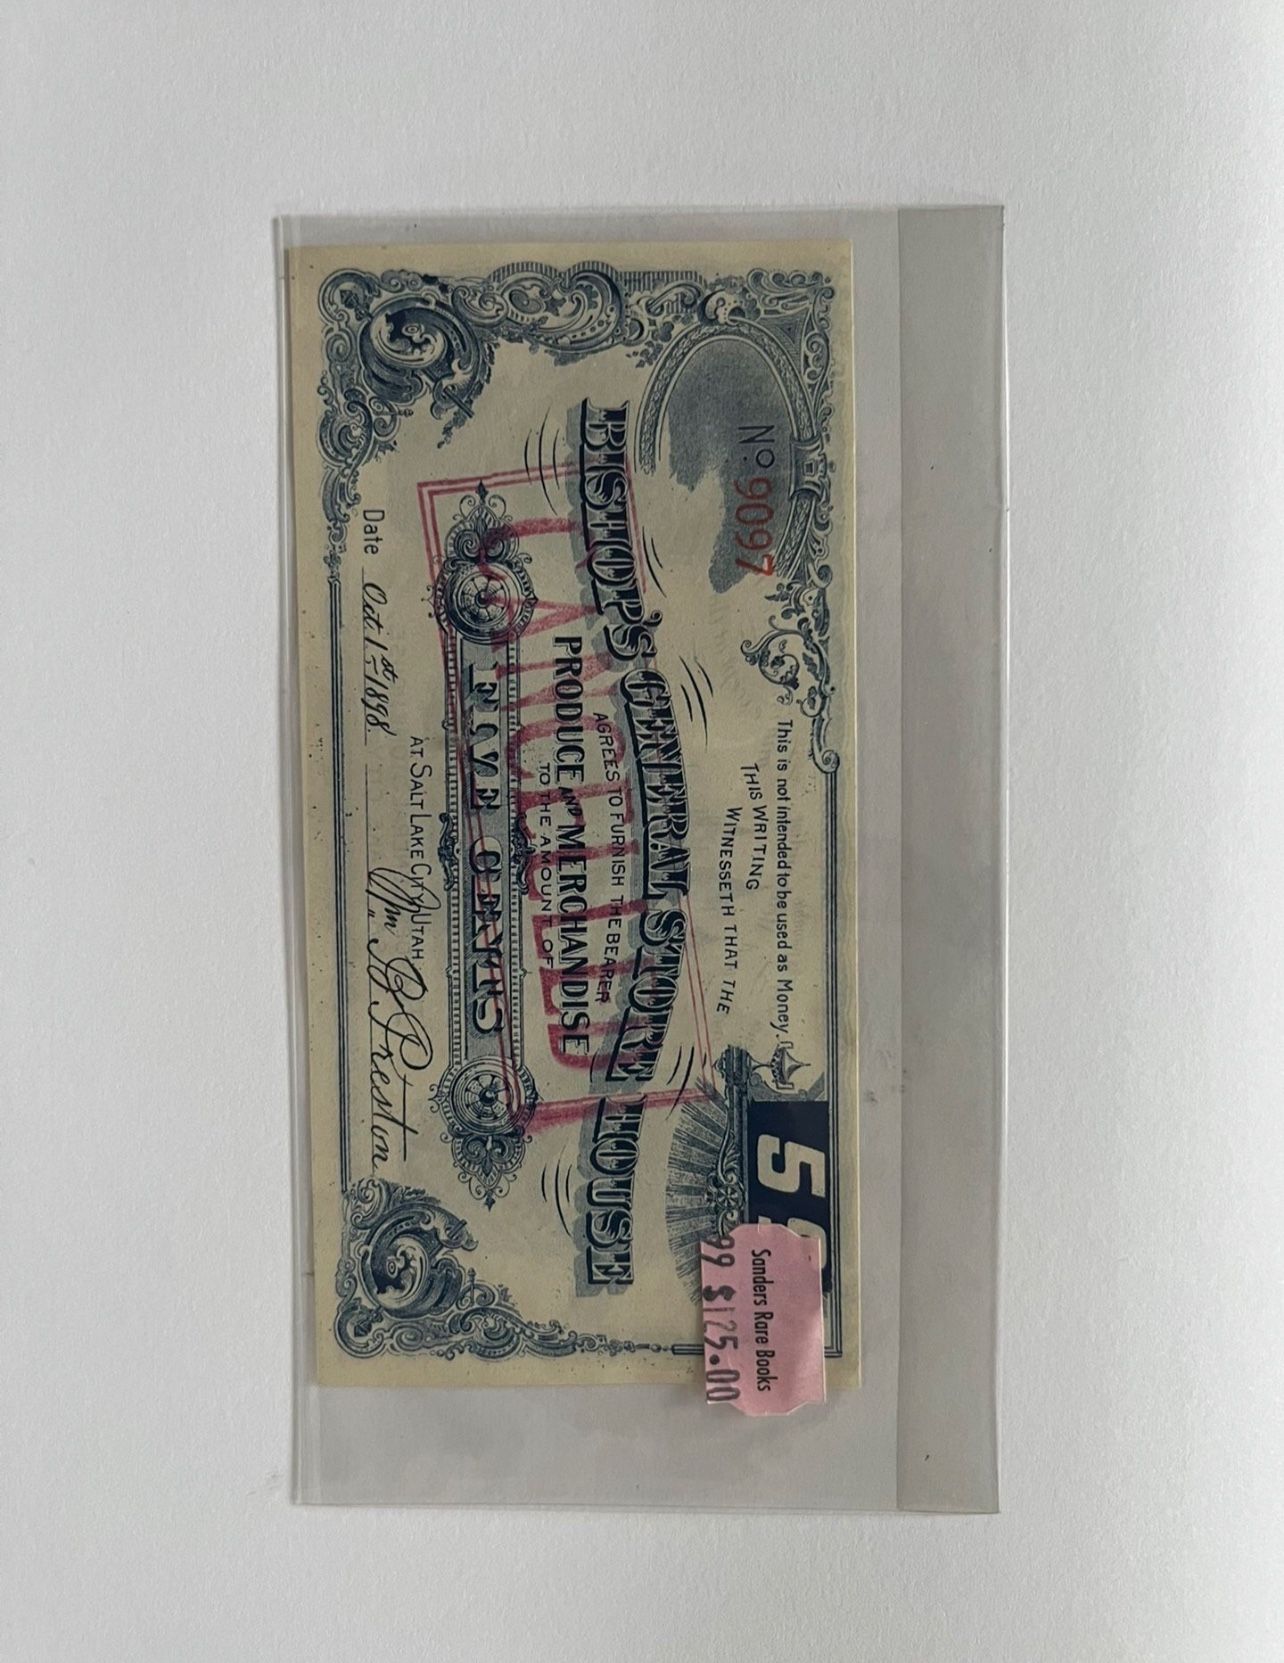 This is not intended to be used as Money.
No. 9097
THIS WRITING
WITNESSETH THAT THE
BISHOP'S GENERAL STORE HOUSE
AGREES TO FURNISH THE BEARER
PRODUCE AND MERCHANDISE
TO THE AMOUNT OF
FIVE CENTS
CANCELLED
AT SALT LAKE CITY, UTAH
Date Oct 1st 1898.
Wm B Preston
5
Sanders Rare Books
99 $125.00